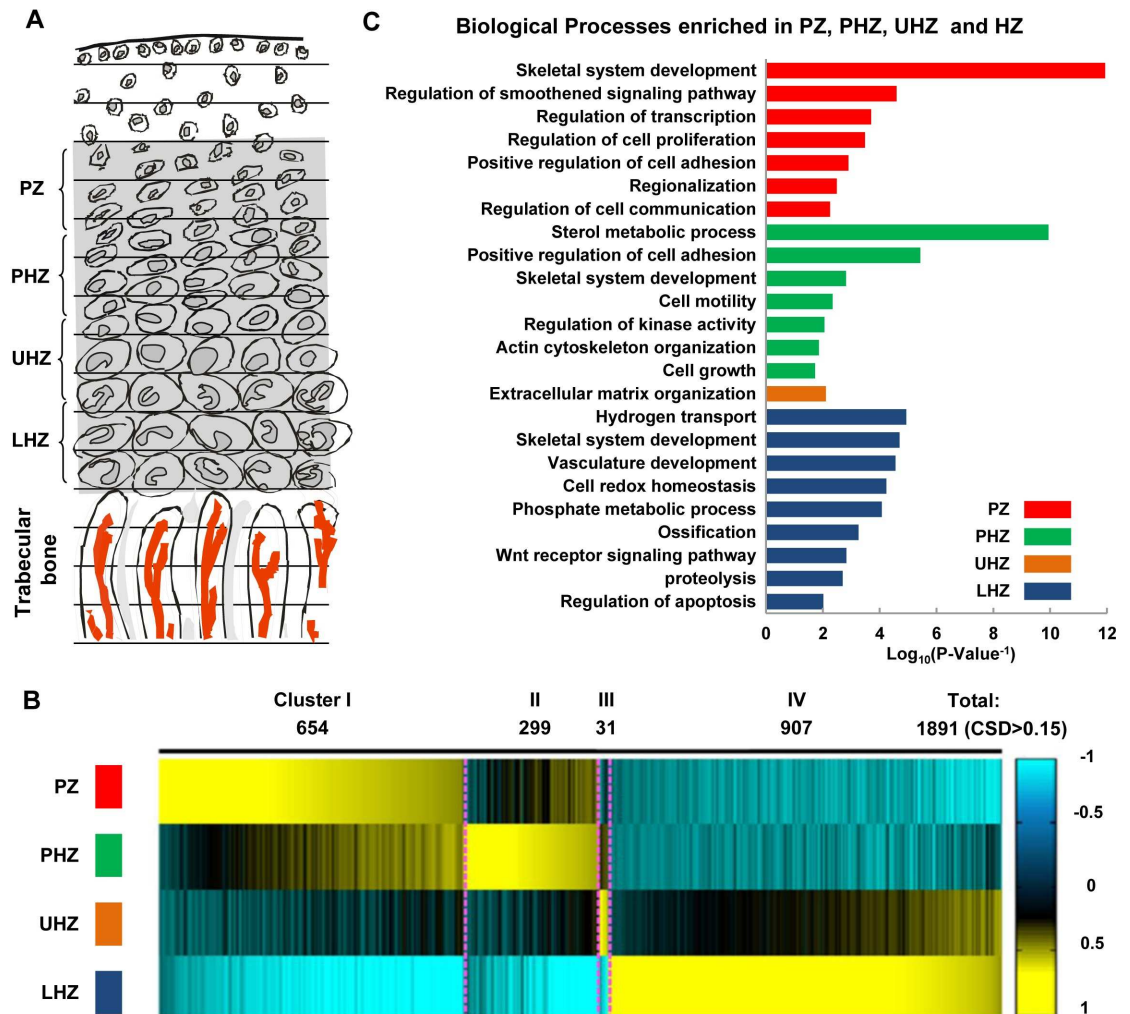 A
PZ
PHZ
UHZ
LHZ
Trabecular
bone
C
Biological Processes enriched in PZ, PHZ, UHZ and HZ
Skeletal system development
Regulation of smoothened signaling pathway
Regulation of transcription
Regulation of cell proliferation
Positive regulation of cell adhesion
Regionalization
Regulation of cell communication
Sterol metabolic process
Positive regulation of cell adhesion
Skeletal system development
Cell motility
Regulation of kinase activity
Actin cytoskeleton organization
Cell growth
Extracellular matrix organization
Hydrogen transport
Skeletal system development
Vasculature development
Cell redox homeostasis
Phosphate metabolic process
Ossification
Wnt receptor signaling pathway
proteolysis
Regulation of apoptosis
PZ
PHZ
UHZ
LHZ
0 2 4 6 8 10 12
Log10(P-Value-1)
B
Cluster I II III IV Total:
654 299 31 907 1891 (CSD>0.15)
PZ
PHZ
UHZ
LHZ
-1
-0.5
0
0.5
1